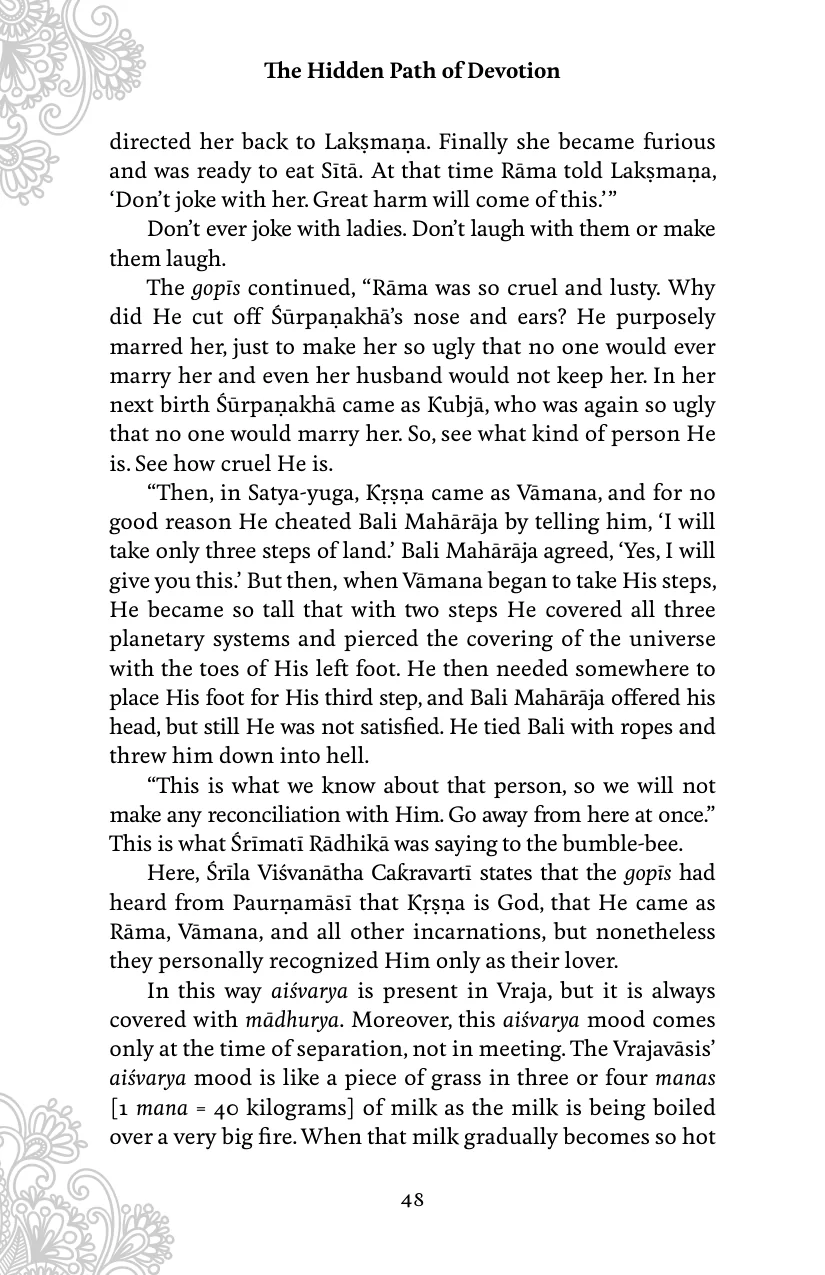 The Hidden Path of Devotion
directed her back to Lakṣmaṇa. Finally she became furious
and was ready to eat Sītā. At that time Rāma told Lakṣmaṇa,
‘Don’t joke with her. Great harm will come of this.’”
Don’t ever joke with ladies. Don’t laugh with them or make
them laugh.
The gopīs continued, “Rāma was so cruel and lusty. Why
did He cut off Śūrpaṇakhā’s nose and ears? He purposely
marred her, just to make her so ugly that no one would ever
marry her and even her husband would not keep her. In her
next birth Śūrpaṇakhā came as Kubjā, who was again so ugly
that no one would marry her. So, see what kind of person He
is. See how cruel He is.
“Then, in Satya-yuga, Kṛṣṇa came as Vāmana, and for no
good reason He cheated Bali Mahārāja by telling him, ‘I will
take only three steps of land.’ Bali Mahārāja agreed, ‘Yes, I will
give you this.’ But then, when Vāmana began to take His steps,
He became so tall that with two steps He covered all three
planetary systems and pierced the covering of the universe
with the toes of His left foot. He then needed somewhere to
place His foot for His third step, and Bali Mahārāja offered his
head, but still He was not satisfied. He tied Bali with ropes and
threw him down into hell.
“This is what we know about that person, so we will not
make any reconciliation with Him. Go away from here at once.”
This is what Śrīmatī Rādhikā was saying to the bumble-bee.
Here, Śrīla Viśvanātha Cakravartī states that the gopīs had
heard from Paurṇamāsī that Kṛṣṇa is God, that He came as
Rāma, Vāmana, and all other incarnations, but nonetheless
they personally recognized Him only as their lover.
In this way aiśvarya is present in Vraja, but it is always
covered with mādhurya. Moreover, this aiśvarya mood comes
only at the time of separation, not in meeting. The Vrajavāsis’
aiśvarya mood is like a piece of grass in three or four manas
[1 mana = 40 kilograms] of milk as the milk is being boiled
over a very big fire. When that milk gradually becomes so hot
48